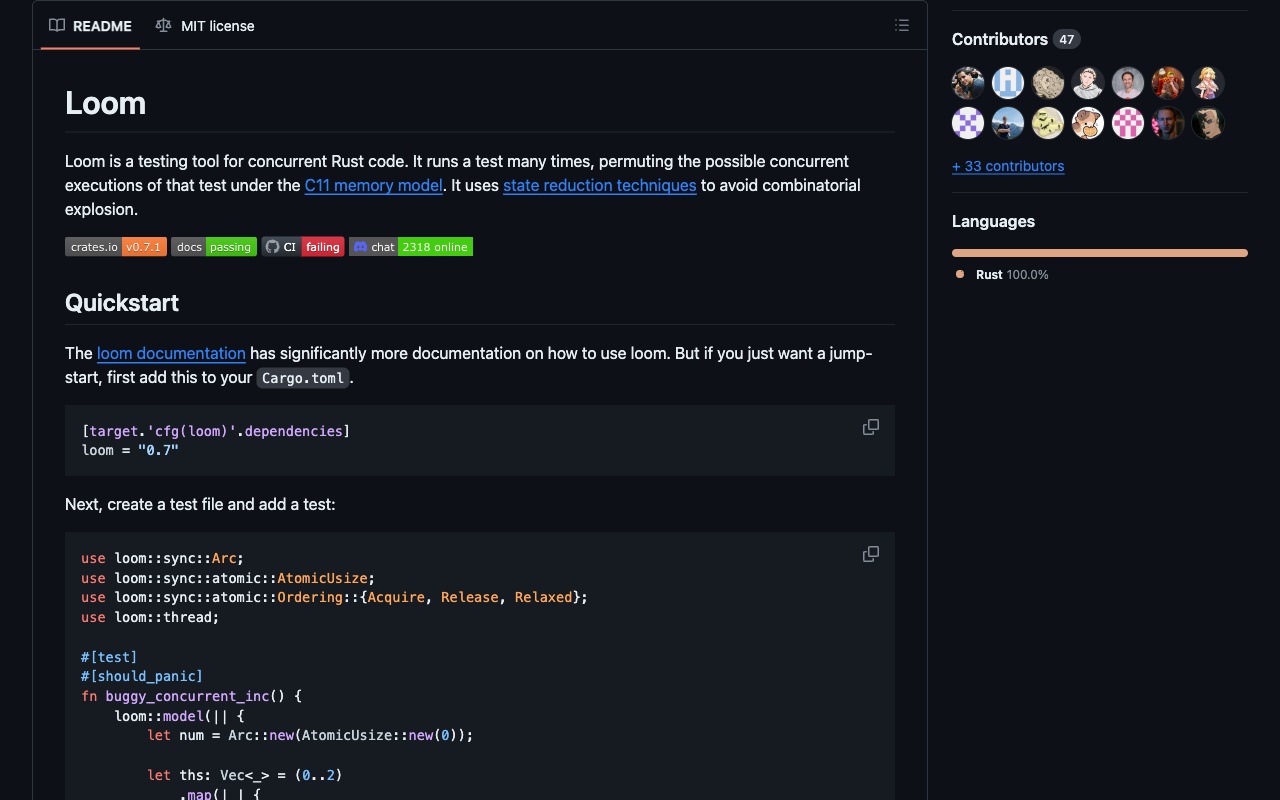 README
MIT license
Loom
Loom is a testing tool for concurrent Rust code. It runs a test many times, permuting the possible concurrent
executions of that test under the C11 memory model. It uses state reduction techniques to avoid combinatorial
explosion.
crates.io v0.7.1 docs passing CI failing chat 2318 online
Quickstart
The loom documentation has significantly more documentation on how to use loom. But if you just want a jump-
start, first add this to your Cargo.toml.
[target.'cfg(loom)'.dependencies]
loom = "0.7"
Next, create a test file and add a test:
use loom::sync::Arc;
use loom::sync::atomic::AtomicUsize;
use loom::sync::atomic::Ordering::{Acquire, Release, Relaxed};
use loom::thread;
#[test]
#[should_panic]
fn buggy_concurrent_inc() {
    loom::model(|| {
        let num = Arc::new(AtomicUsize::new(0));
        let ths: Vec<_> = (0..2)
            .map(|_| {
Contributors 47
+ 33 contributors
Languages
Rust 100.0%